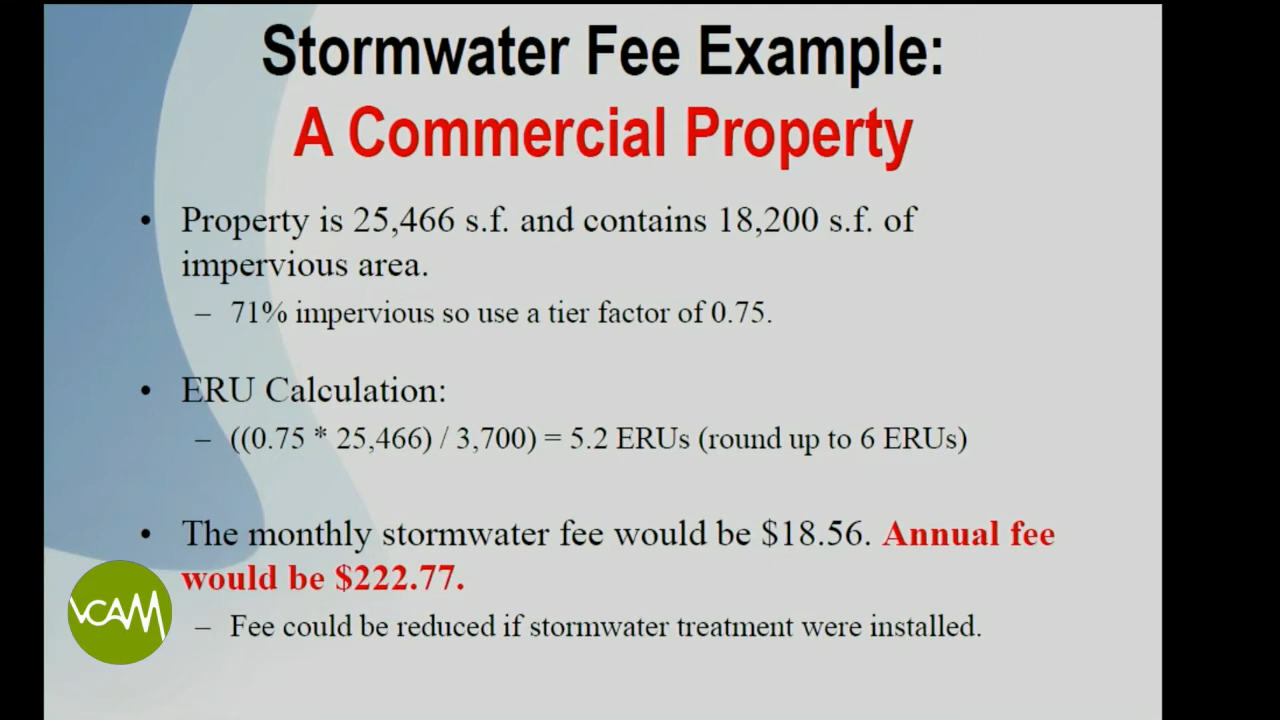 Stormwater Fee Example:
A Commercial Property
• Property is 25,466 s.f. and contains 18,200 s.f. of
impervious area.
– 71% impervious so use a tier factor of 0.75.
• ERU Calculation:
– ((0.75 * 25,466) / 3,700) = 5.2 ERUs (round up to 6 ERUs)
• The monthly stormwater fee would be $18.56. Annual fee
would be $222.77.
VCAM
– Fee could be reduced if stormwater treatment were installed.